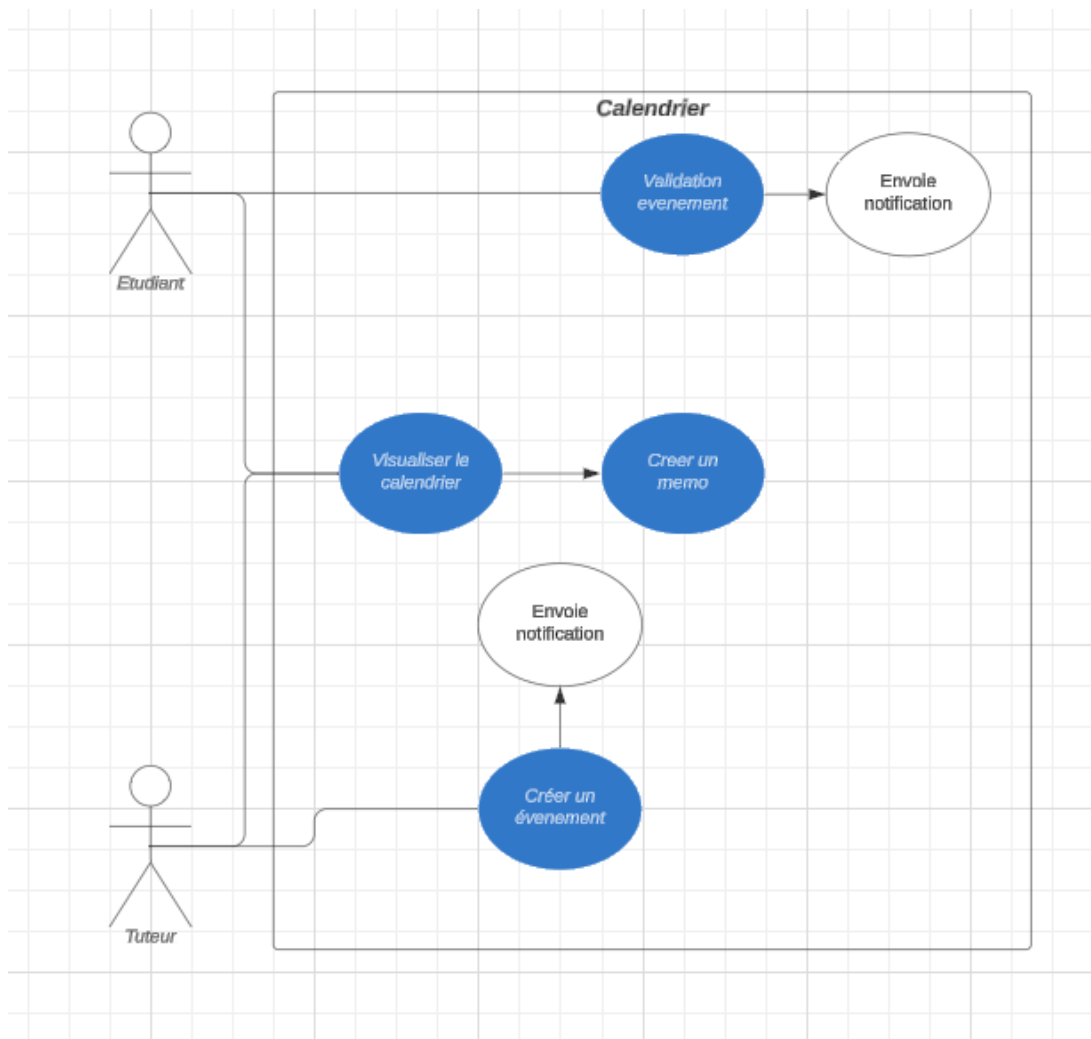 Calendrier
Validation
evenement
Envoie
notification
Etudiant
Visualiser le
calendrier
Creer un
memo
Envoie
notification
Créer un
évenement
Tuteur